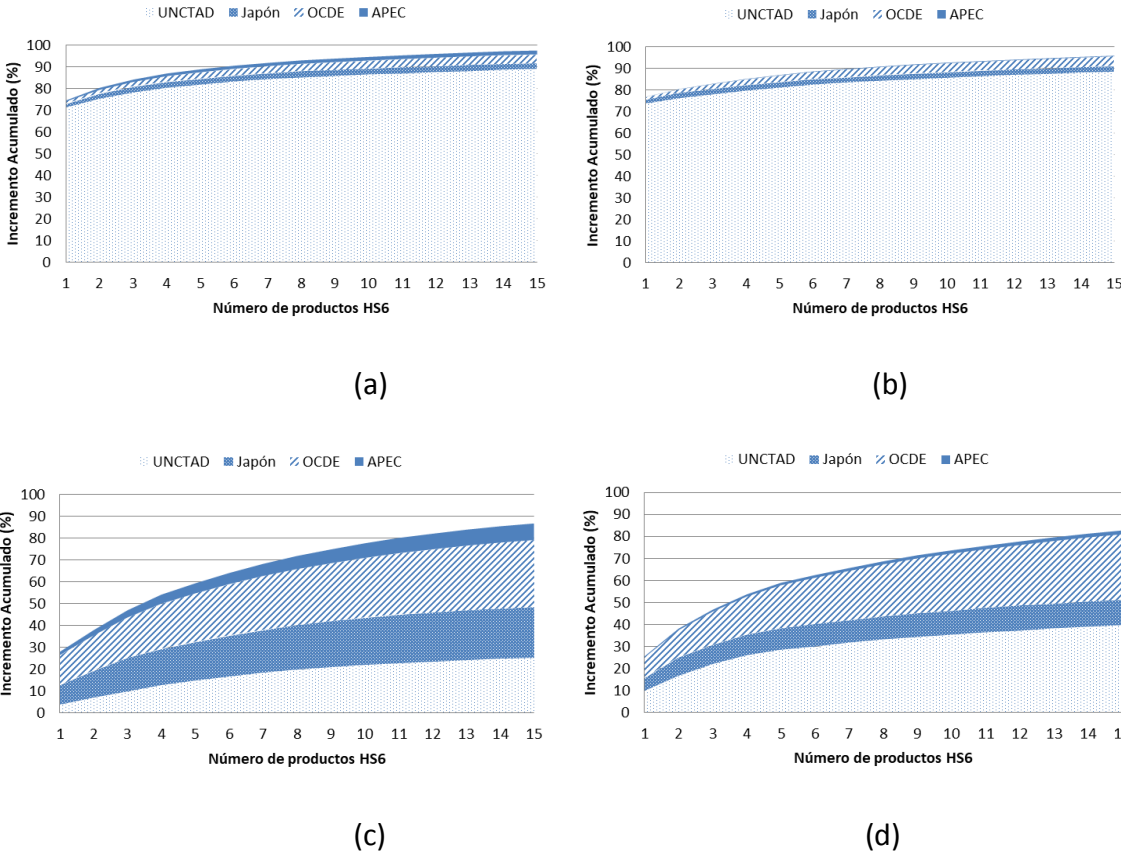 UNCTAD Japón OCDE APEC
Incremento Acumulado (%)
100
90
80
70
60
50
40
30
20
10
0
1 2 3 4 5 6 7 8 9 10 11 12 13 14 15
Número de productos HS6
(a)
UNCTAD Japón OCDE APEC
Incremento Acumulado (%)
100
90
80
70
60
50
40
30
20
10
0
1 2 3 4 5 6 7 8 9 10 11 12 13 14 15
Número de productos HS6
(b)
UNCTAD Japón OCDE APEC
Incremento Acumulado (%)
100
90
80
70
60
50
40
30
20
10
0
1 2 3 4 5 6 7 8 9 10 11 12 13 14 15
Número de productos HS6
(c)
UNCTAD Japón OCDE APEC
Incremento Acumulado (%)
100
90
80
70
60
50
40
30
20
10
0
1 2 3 4 5 6 7 8 9 10 11 12 13 14
Número de productos HS6
(d)